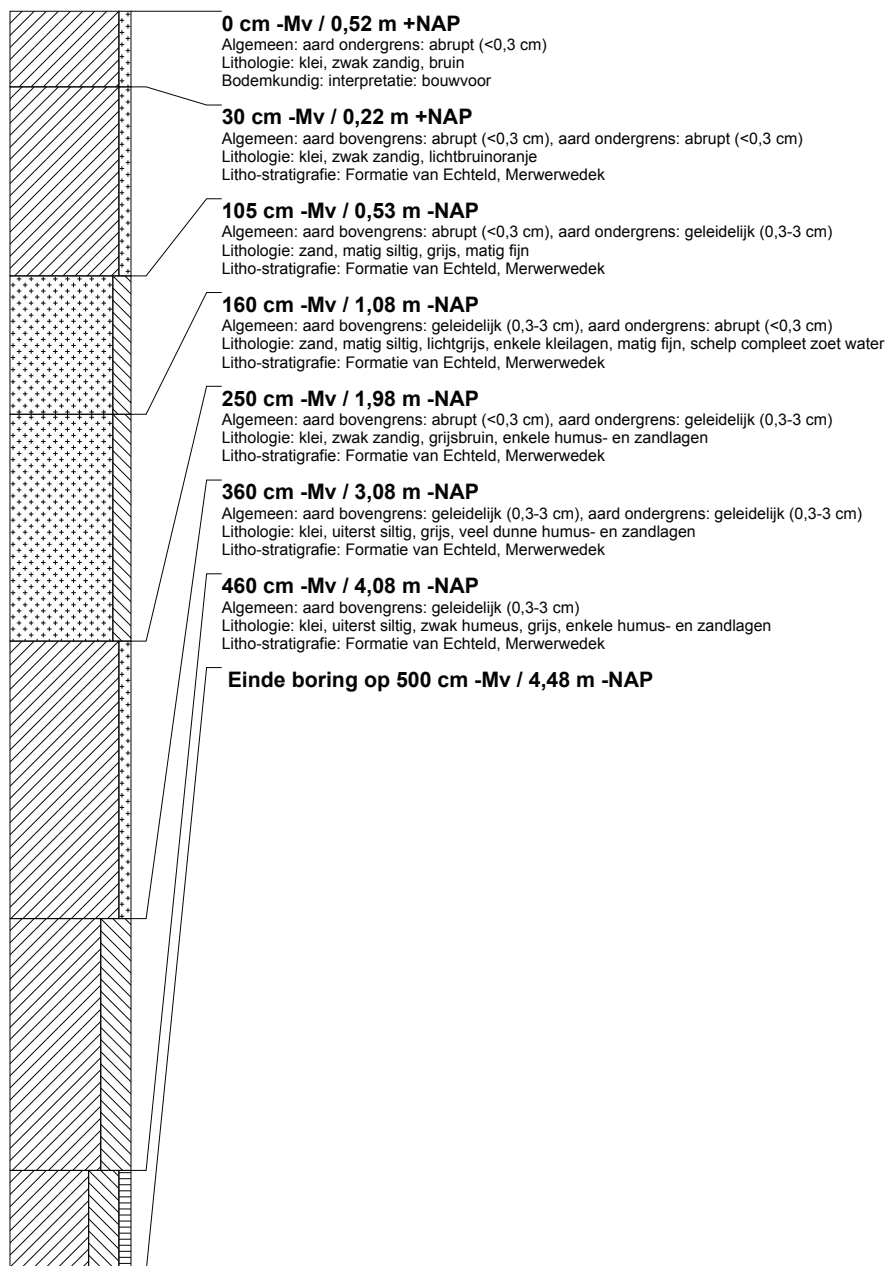 0 cm -Mv / 0,52 m +NAP
Algemeen: aard ondergrens: abrupt (<0,3 cm)
Lithologie: klei, zwak zandig, bruin
Bodemkundig: interpretatie: bouwvoor
30 cm -Mv / 0,22 m +NAP
Algemeen: aard bovengrens: abrupt (<0,3 cm), aard ondergrens: abrupt (<0,3 cm)
Lithologie: klei, zwak zandig, lichtbruinoranje
Litho-stratigrafie: Formatie van Echteld, Merwerwedek
105 cm -Mv / 0,53 m -NAP
Algemeen: aard bovengrens: abrupt (<0,3 cm), aard ondergrens: geleidelijk (0,3-3 cm)
Lithologie: zand, matig siltig, grijs, matig fijn
Litho-stratigrafie: Formatie van Echteld, Merwerwedek
160 cm -Mv / 1,08 m -NAP
Algemeen: aard bovengrens: geleidelijk (0,3-3 cm), aard ondergrens: abrupt (<0,3 cm)
Lithologie: zand, matig siltig, lichtgrijs, enkele kleilagen, matig fijn, schelp compleet zoet water
Litho-stratigrafie: Formatie van Echteld, Merwerwedek
250 cm -Mv / 1,98 m -NAP
Algemeen: aard bovengrens: abrupt (<0,3 cm), aard ondergrens: geleidelijk (0,3-3 cm)
Lithologie: klei, zwak zandig, grijsbruin, enkele humus- en zandlagen
Litho-stratigrafie: Formatie van Echteld, Merwerwedek
360 cm -Mv / 3,08 m -NAP
Algemeen: aard bovengrens: geleidelijk (0,3-3 cm), aard ondergrens: geleidelijk (0,3-3 cm)
Lithologie: klei, uiterst siltig, grijs, veel dunne humus- en zandlagen
Litho-stratigrafie: Formatie van Echteld, Merwerwedek
460 cm -Mv / 4,08 m -NAP
Algemeen: aard bovengrens: geleidelijk (0,3-3 cm)
Lithologie: klei, uiterst siltig, zwak humeus, grijs, enkele humus- en zandlagen
Litho-stratigrafie: Formatie van Echteld, Merwerwedek
Einde boring op 500 cm -Mv / 4,48 m -NAP